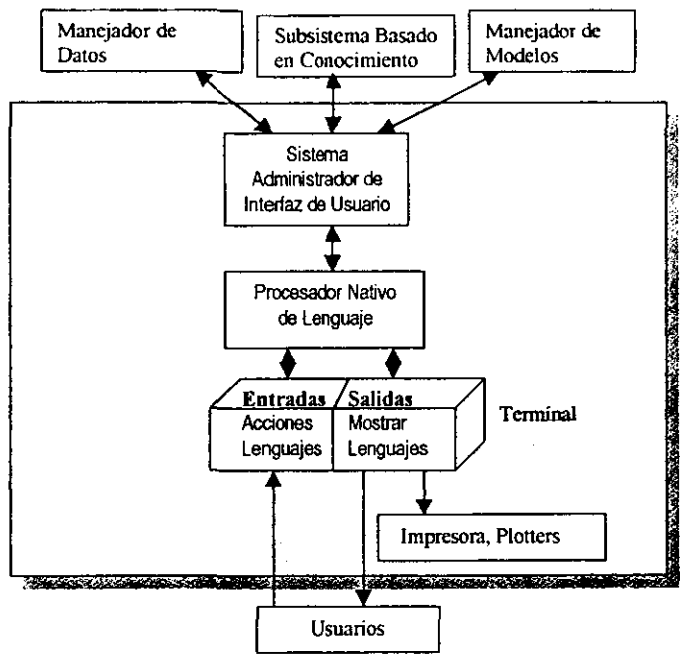 Manejador de
Datos
Subsistema Basado
en Conocimiento
Manejador de
Modelos
Sistema
Administrador de
Interfaz de Usuario
Procesador Nativo
de Lenguaje
Entradas
Salidas
Acciones
Lenguajes
Mostrar
Lenguajes
Terminal
Impresora, Plotters
Usuarios